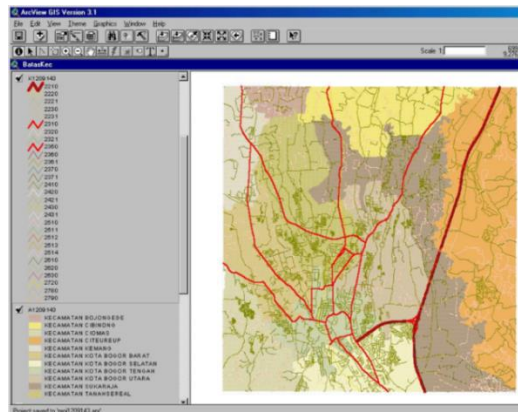 ArcView GIS Version 3.1
File Edit View Theme Graphics Window Help
Scale 1:
BatasKec
2210
2220
2221
2230
2231
2310
2320
2321
2350
2360
2361
2370
2371
2410
2420
2421
2430
2510
2511
2512
2513
2514
2610
2620
2630
2720
2780
2790
KECAMATAN BOJONGGEDE
KECAMATAN CIBINONG
KECAMATAN CIOMAS
KECAMATAN CITEUREUP
KECAMATAN KEMANG
KECAMATAN KOTA BOGOR BARAT
KECAMATAN KOTA BOGOR SELATAN
KECAMATAN KOTA BOGOR TENGAH
KECAMATAN KOTA BOGOR UTARA
KECAMATAN SUKARAJA
KECAMATAN TANAHSEREAL